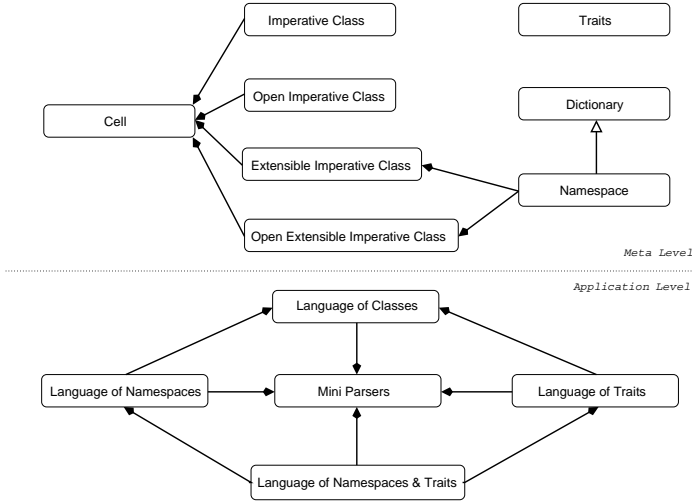 Imperative Class
Traits
Open Imperative Class
Dictionary
Cell
Extensible Imperative Class
Namespace
Open Extensible Imperative Class
Meta Level
Application Level
Language of Classes
Language of Namespaces
Mini Parsers
Language of Traits
Language of Namespaces & Traits